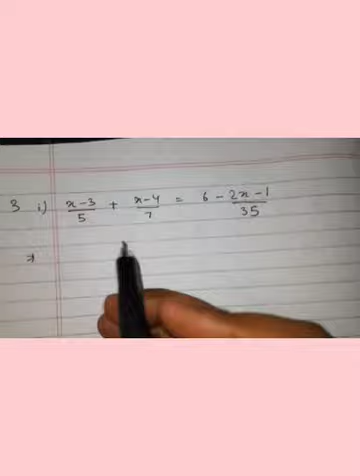 3 i) x-3/5 + x-4/7 = 6 - 2x-1/35
⇒